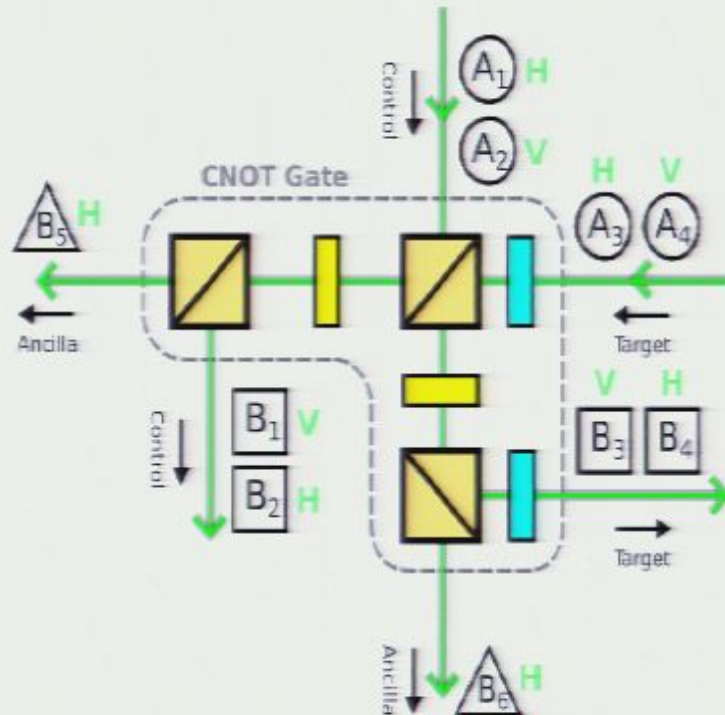 Control
A1 H
A2 V
CNOT Gate
H V
A3 A4
B5 H
Ancilla
Target
Control
B1 V
B2 H
V H
B3 B4
Target
Ancilla
B6 H